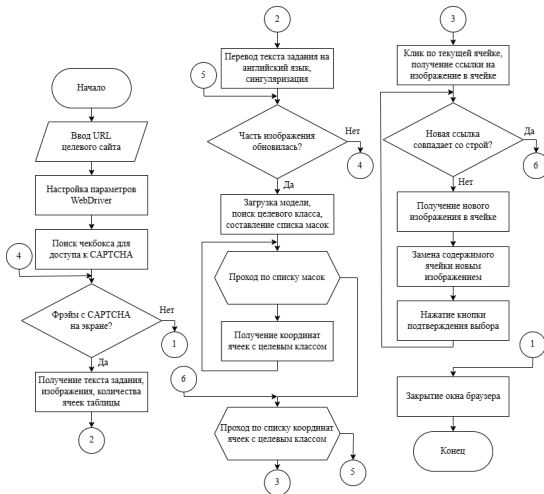 Начало
Ввод URL
целевого сайта
Настройка параметров
WebDriver
Поиск чекбокса для
доступа к CAPTCHA
4
Фрэйм с CAPTCHA
на экране?
Нет
1
Да
Получение текста задания,
изображения, количества
ячеек таблицы
2
2
Перевод текста задания на
английский язык,
сингуляризация
5
Часть изображения
обновилась?
Нет
4
Да
Загрузка модели,
поиск целевого класса,
составление списка масок
Проход по списку масок
Получение координат
ячеек с целевым классом
6
Проход по списку координат
ячеек с целевым классом
3
5
3
Клик по текущей ячейке,
получение ссылки на
изображение в ячейке
Новая ссылка
совпадает со строй?
Да
6
Нет
Получение нового
изображения в ячейке
Замена содержимого
ячейки новым
изображением
Нажатие кнопки
подтверждения выбора
1
Закрытие окна браузера
Конец